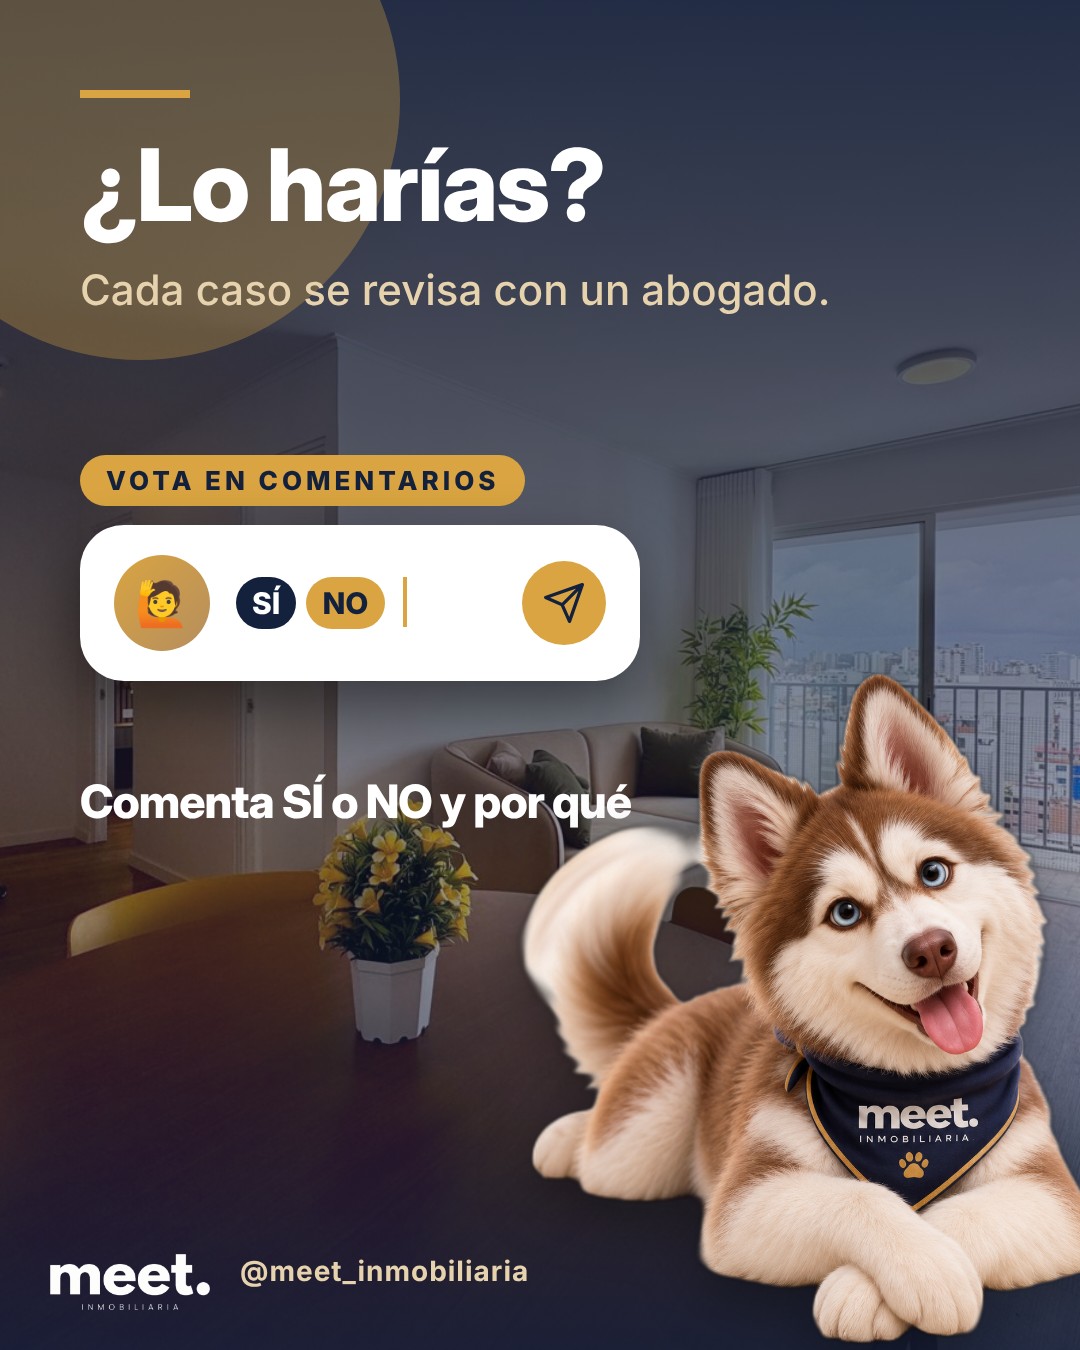 ¿Lo harías?
Cada caso se revisa con un abogado.
VOTA EN COMENTARIOS
SÍ NO
Comenta SÍ o NO y por qué
meet.
INMOBILIARIA
meet.
INMOBILIARIA
@meet_inmobiliaria